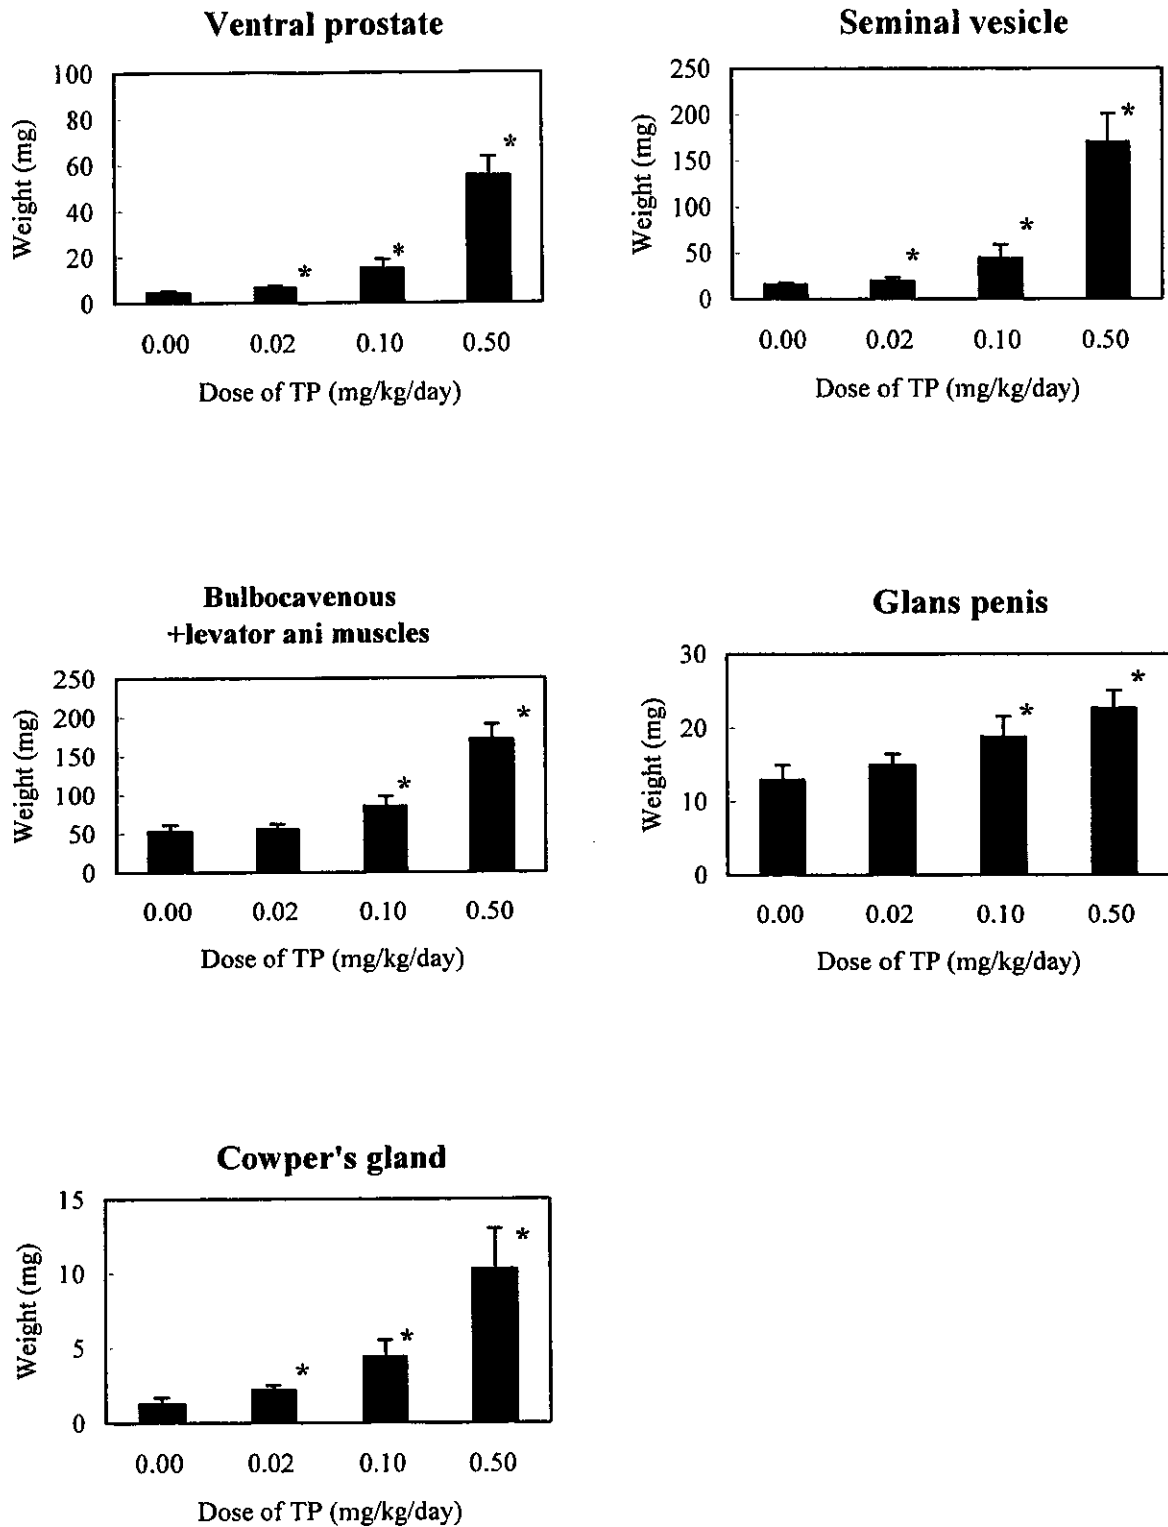 Ventral prostate
100
80
60
40
20
0
Weight (mg)
*
*
*
0.00 0.02 0.10 0.50
Dose of TP (mg/kg/day)
Seminal vesicle
250
200
150
100
50
0
Weight (mg)
*
*
*
0.00 0.02 0.10 0.50
Dose of TP (mg/kg/day)
Bulbocavenous
+levator ani muscles
250
200
150
100
50
0
Weight (mg)
*
*
0.00 0.02 0.10 0.50
Dose of TP (mg/kg/day)
Glans penis
30
20
10
0
Weight (mg)
*
*
0.00 0.02 0.10 0.50
Dose of TP (mg/kg/day)
Cowper's gland
15
10
5
0
Weight (mg)
*
*
*
0.00 0.02 0.10 0.50
Dose of TP (mg/kg/day)